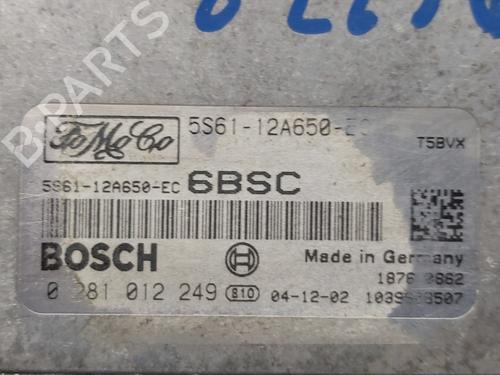 B-PARTS
FoMoCo
5S61-12A650-EC
T5BVX
5S61-12A650-EC 6BSC
BOSCH
Made in Germany
0 281 012 249 810 04-12-02